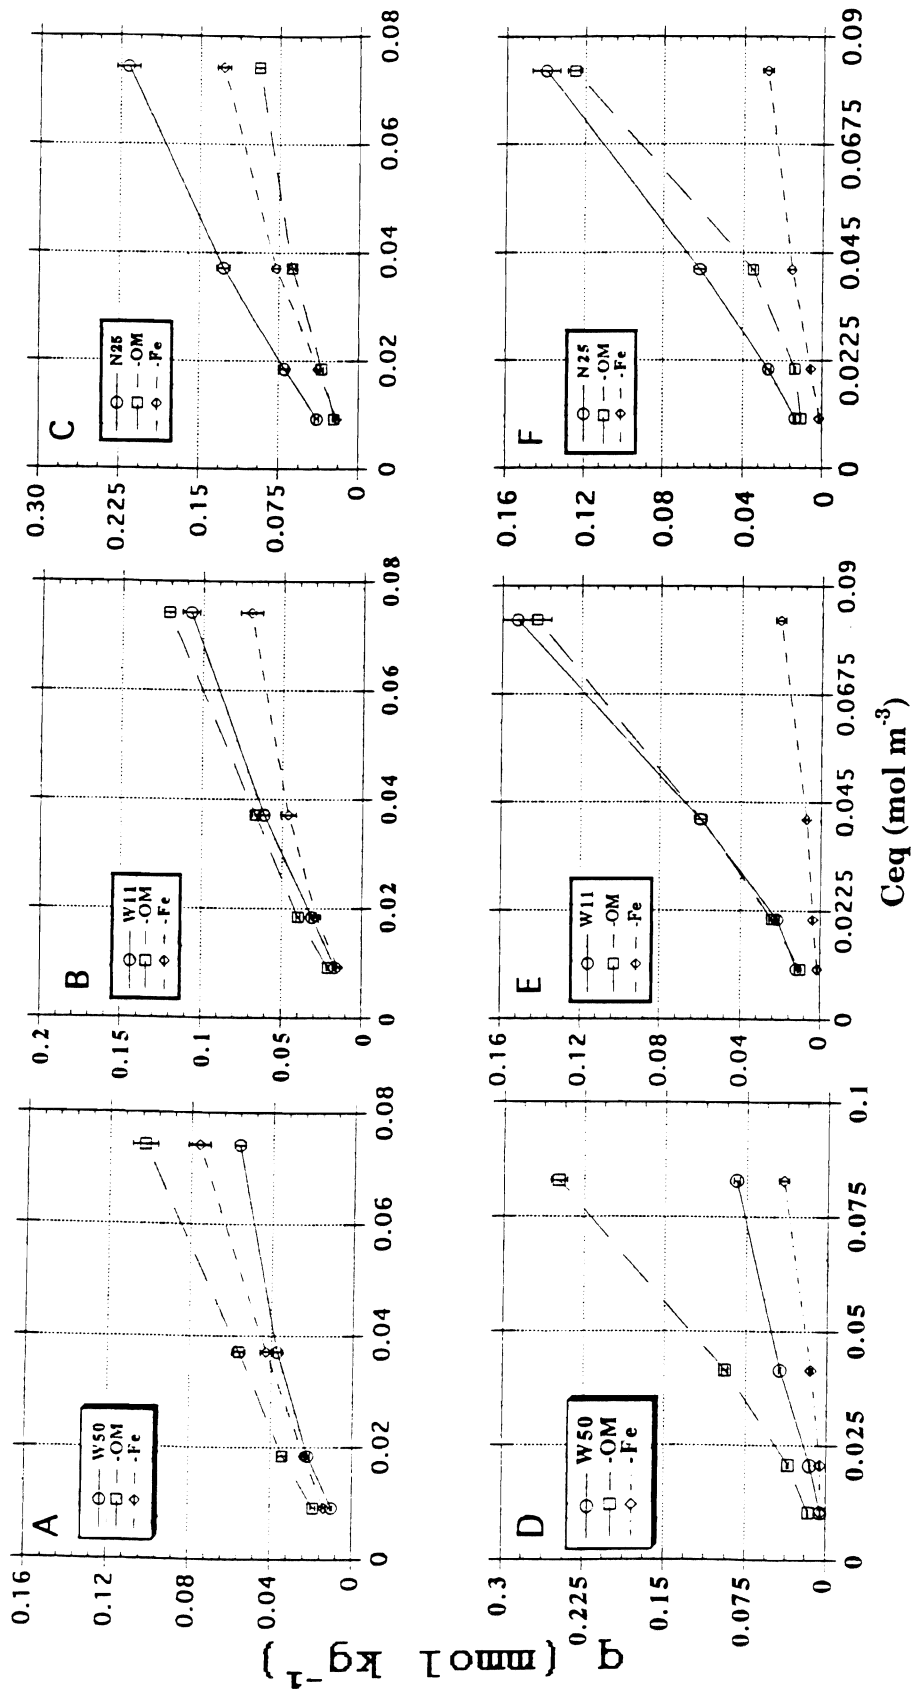 A
W50
-OM
-Fe
0.16
0.12
0.08
0.04
0
0
0.02
0.04
0.06
0.08
B
W11
-OM
-Fe
0.2
0.15
0.1
0.05
0
0
0.02
0.04
0.06
0.08
C
N25
-OM
-Fe
0.30
0.225
0.15
0.075
0
0
0.02
0.04
0.06
0.08
D
W50
-OM
-Fe
0.3
0.225
0.15
0.075
0
0
0.025
0.05
0.075
0.1
E
W11
-OM
-Fe
0.16
0.12
0.08
0.04
0
0
0.0225
0.045
0.0675
0.09
F
N25
-OM
-Fe
0.16
0.12
0.08
0.04
0
0
0.0225
0.045
0.0675
0.09
q (mmol kg⁻¹)
Ceq (mol m⁻³)